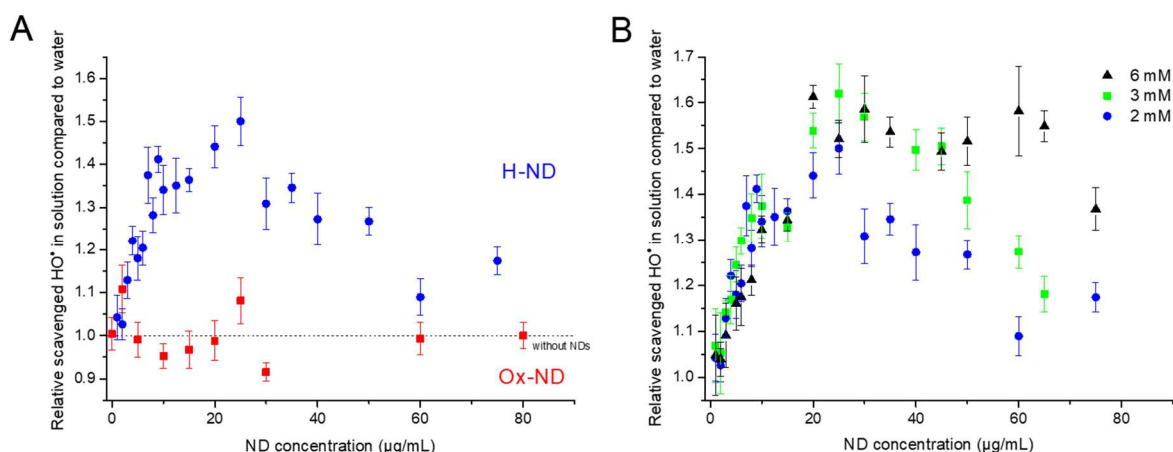 A
Relative scavenged HO• in solution compared to water
1.6
1.5
1.4
1.3
1.2
1.1
1.0
0.9
H-ND
without NDs
Ox-ND
0
20
40
60
80
ND concentration (µg/mL)
B
Relative scavenged HO• in solution compared to water
1.7
1.6
1.5
1.4
1.3
1.2
1.1
1.0
6 mM
3 mM
2 mM
0
20
40
60
80
ND concentration (µg/mL)